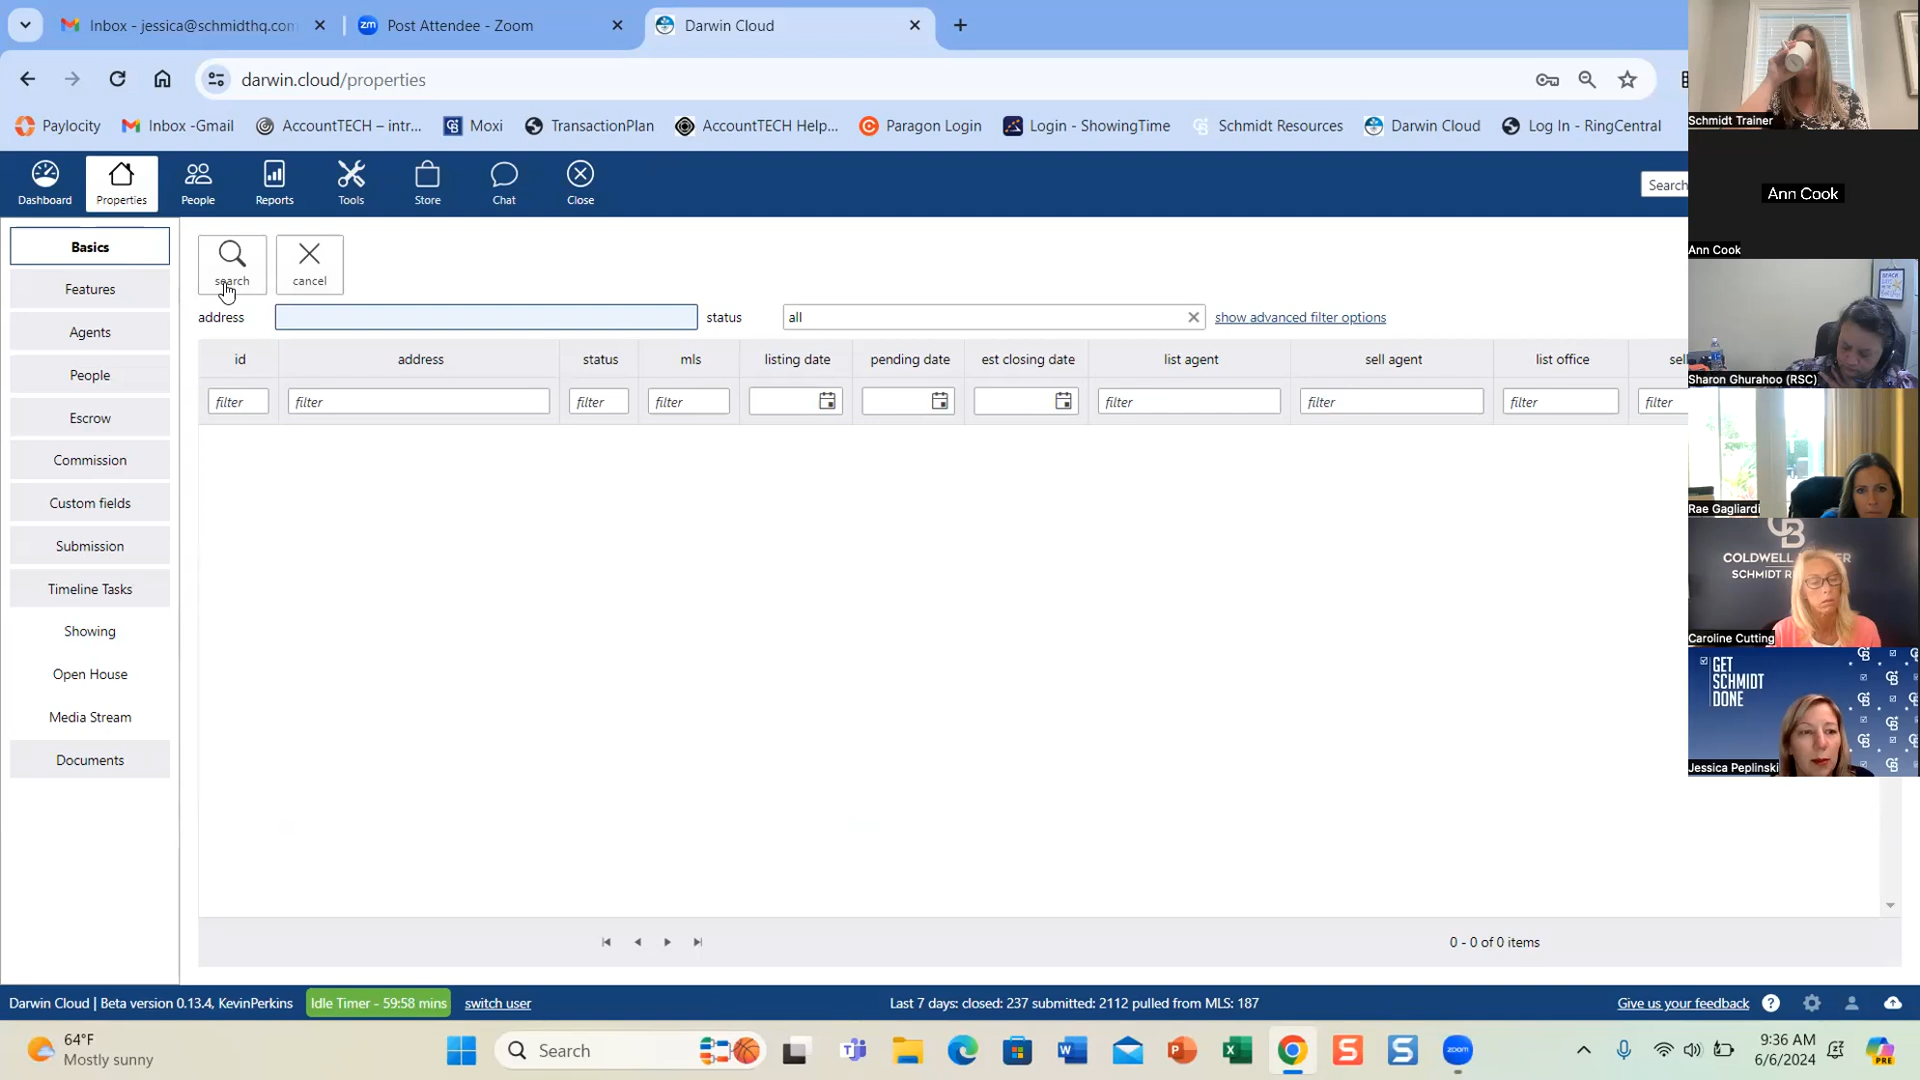 Inbox - jessica@schmidthq.com
Post Attendee - Zoom
Darwin Cloud
darwin.cloud/properties
Paylocity
Inbox -Gmail
AccountTECH – intr...
Moxi
TransactionPlan
AccountTECH Help...
Paragon Login
Login - ShowingTime
Schmidt Resources
Darwin Cloud
Log In - RingCentral
Dashboard
Properties
People
Reports
Tools
Store
Chat
Close
Search
Basics
Features
Agents
People
Escrow
Commission
Custom fields
Submission
Timeline Tasks
Showing
Open House
Media Stream
Documents
search
cancel
address
status
all
show advanced filter options
id
address
status
mls
listing date
pending date
est closing date
list agent
sell agent
list office
sel
filter
filter
filter
filter
filter
filter
filter
filter
0 - 0 of 0 items
Darwin Cloud | Beta version 0.13.4, KevinPerkins
Idle Timer - 59:58 mins
switch user
Last 7 days: closed: 237 submitted: 2112 pulled from MLS: 187
Give us your feedback
64°F
Mostly sunny
Search
zoom
9:36 AM
6/6/2024
PRE
Schmidt Trainer
Ann Cook
Ann Cook
Sharon Ghurahoo (RSC)
Rae Gagliardi
COLDWELL
SCHMIDT
Caroline Cutting
GET
SCHMIDT
DONE
Jessica Peplinski